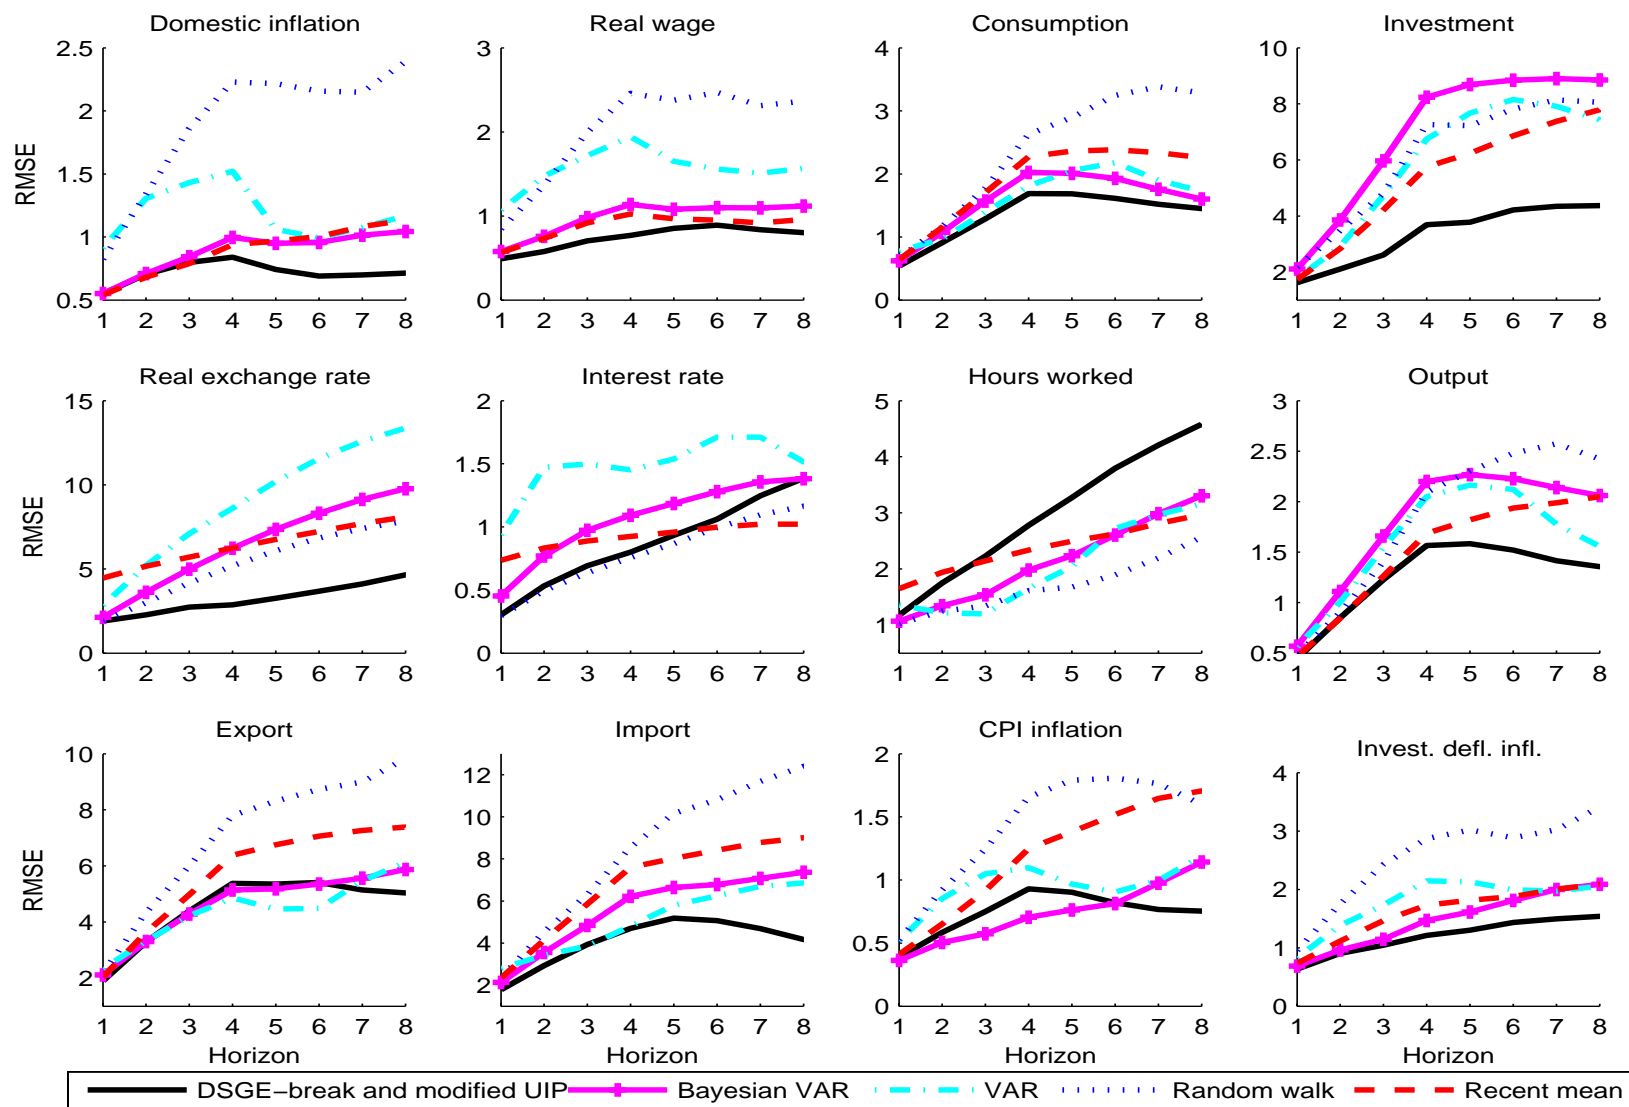 Domestic inflation Real wage Consumption Investment
2.5 3 4 10
2 8
1.5 2 3 6
1 1 2 4
0.5 0 1 2
0
RMSE
1 2 3 4 5 6 7 8 1 2 3 4 5 6 7 8 1 2 3 4 5 6 7 8 1 2 3 4 5 6 7 8
Real exchange rate Interest rate Hours worked Output
15 2 5 3
10 1.5 4 2.5
5 1 3 2
0 0.5 2 1.5
0 1 1
0.5
RMSE
1 2 3 4 5 6 7 8 1 2 3 4 5 6 7 8 1 2 3 4 5 6 7 8 1 2 3 4 5 6 7 8
Export Import CPI inflation Invest. defl. infl.
10 12 2 4
8 10 1.5 3
6 8 1 2
4 6 0.5 1
2 4 0 0
2
RMSE
1 2 3 4 5 6 7 8 1 2 3 4 5 6 7 8 1 2 3 4 5 6 7 8 1 2 3 4 5 6 7 8
Horizon Horizon Horizon Horizon
DSGE−break and modified UIP Bayesian VAR VAR Random walk Recent mean